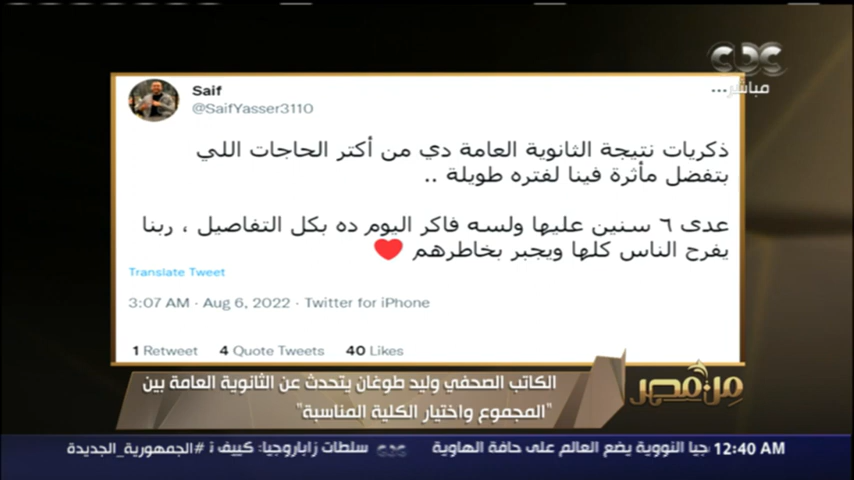 CBC
مباشر
Saif
@SaifYasser3110
...
ذكريات نتيجة الثانوية العامة دي من أكتر الحاجات اللي
بتفضل مأثرة فينا لفتره طويلة ..
عدى ٦ سنين عليها ولسه فاكر اليوم ده بكل التفاصيل ، ربنا
يفرح الناس كلها ويجبر بخاطرهم ❤
Translate Tweet
3:07 AM · Aug 6, 2022 · Twitter for iPhone
1 Retweet 4 Quote Tweets 40 Likes
الكاتب الصحفي وليد طوغان يتحدث عن الثانوية العامة بين
"المجموع واختيار الكلية المناسبة"
من مصر
12:40 AM جيا النووية يضع العالم على حافة الهاوية CBC سلطات زابوروجيا: كييف #الجمهورية_الجديدة